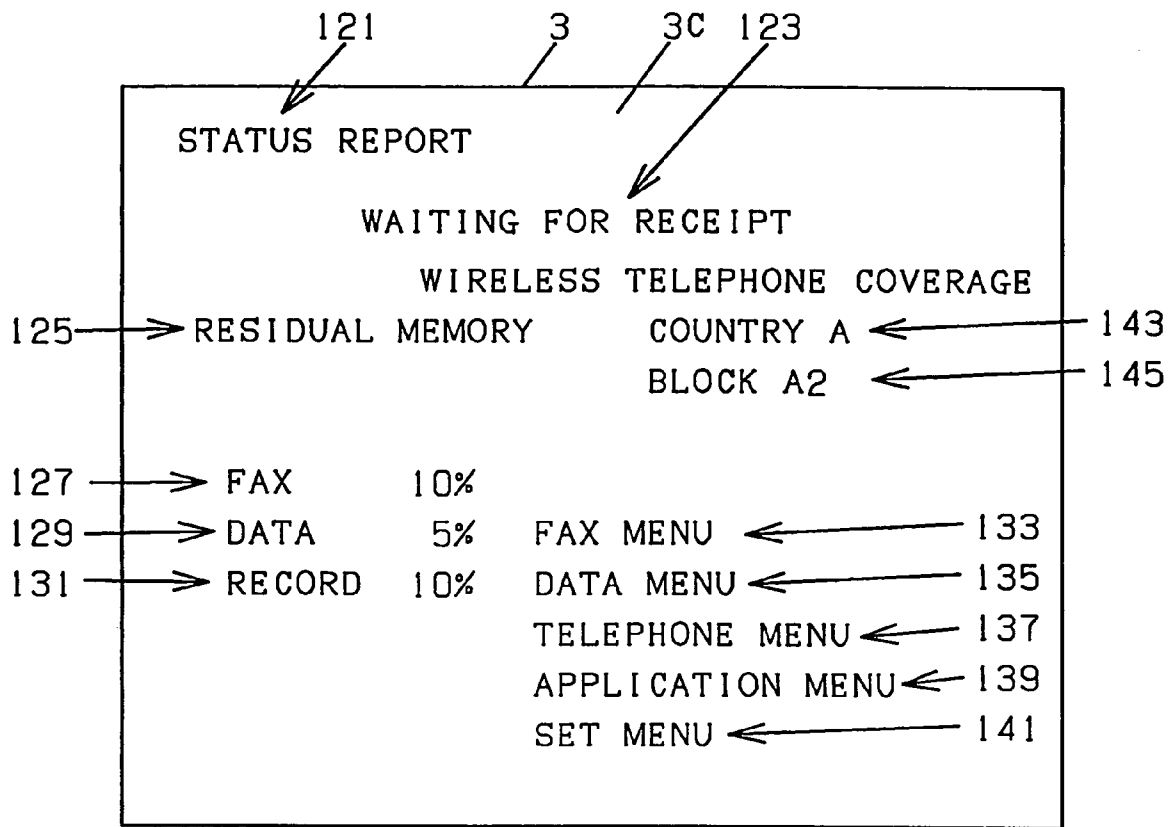 121 3 3C 123
STATUS REPORT
WAITING FOR RECEIPT
WIRELESS TELEPHONE COVERAGE
125 RESIDUAL MEMORY COUNTRY A 143
BLOCK A2 145
127 FAX 10%
129 DATA 5% FAX MENU 133
131 RECORD 10% DATA MENU 135
TELEPHONE MENU 137
APPLICATION MENU 139
SET MENU 141